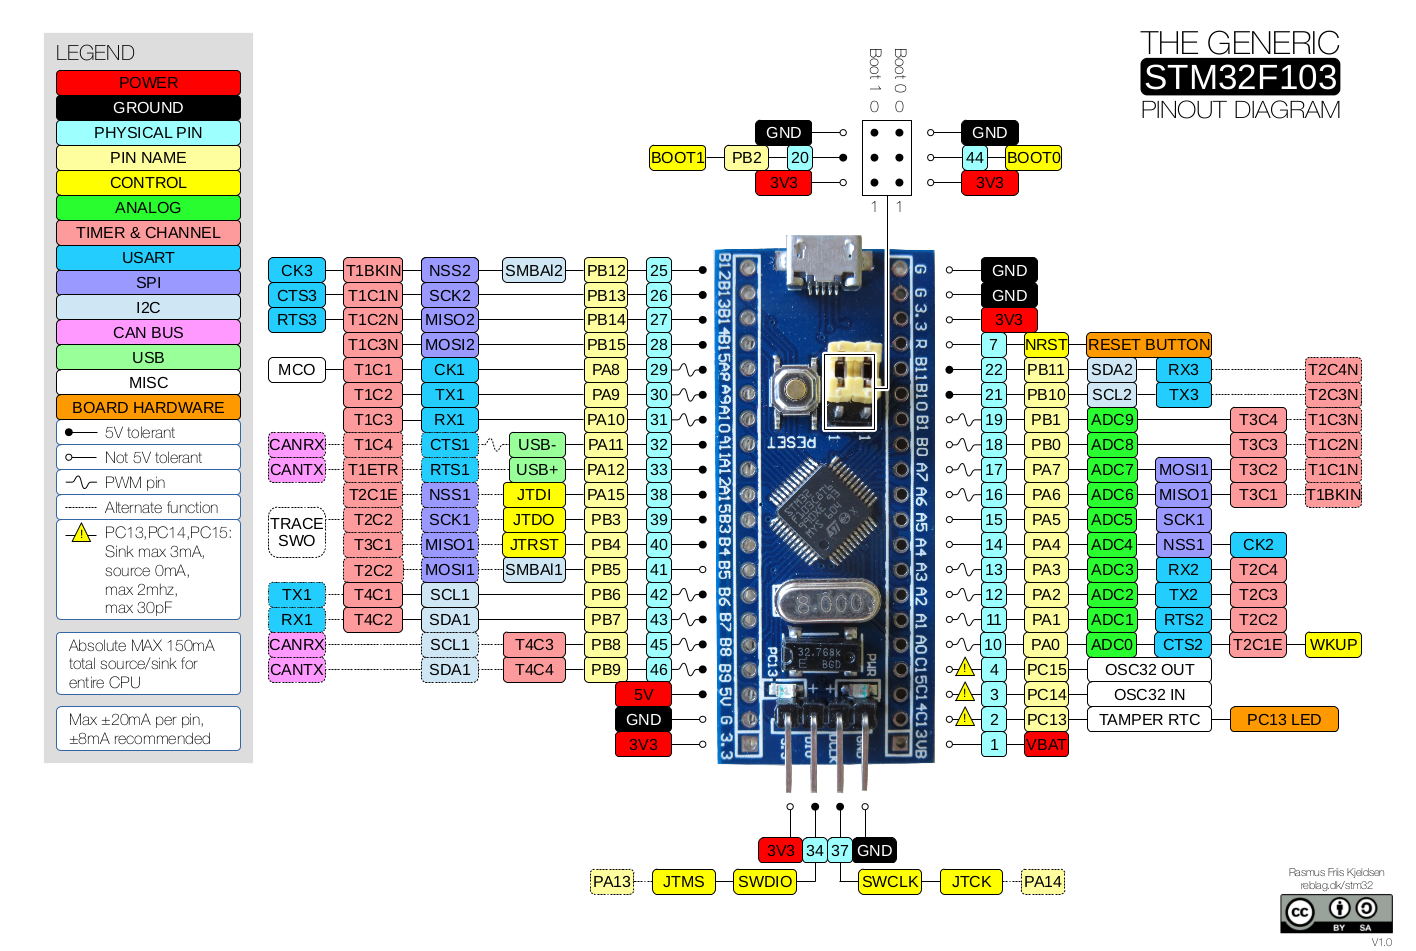 LEGEND
POWER
GROUND
PHYSICAL PIN
PIN NAME
CONTROL
ANALOG
TIMER & CHANNEL
USART
SPI
I2C
CAN BUS
USB
MISC
BOARD HARDWARE
5V tolerant
Not 5V tolerant
PWM pin
Alternate function
! PC13,PC14,PC15:
Sink max 3mA,
source 0mA,
max 2mhz,
max 30pF
Absolute MAX 150mA
total source/sink for
entire CPU
Max ±20mA per pin,
±8mA recommended
THE GENERIC
STM32F103
PINOUT DIAGRAM
Boot 1 0
Boot 0 0
GND GND
BOOT1 PB2 20 44 BOOT0
3V3 3V3
1 1
CK3 T1BKIN NSS2 SMBAI2 PB12 25
CTS3 T1C1N SCK2 PB13 26
RTS3 T1C2N MISO2 PB14 27
T1C3N MOSI2 PB15 28
MCO T1C1 CK1 PA8 29
T1C2 TX1 PA9 30
T1C3 RX1 PA10 31
CANRX T1C4 CTS1 USB- PA11 32
CANTX T1ETR RTS1 USB+ PA12 33
T2C1E NSS1 JTDI PA15 38
TRACE
SWO
T2C2 SCK1 JTDO PB3 39
T3C1 MISO1 JTRST PB4 40
T2C2 MOSI1 SMBAI1 PB5 41
TX1 T4C1 SCL1 PB6 42
RX1 T4C2 SDA1 PB7 43
CANRX SCL1 T4C3 PB8 45
CANTX SDA1 T4C4 PB9 46
5V
GND
3V3
B12 B13 B14 B15 A8 A9 A10 A11 A12 A15 B3 B4 B5 B6 B7 B8 B9 5V G 3.3
RESET
1 1
8.000
32.768k
BGD
PC13
PWR
G G 3.3 R B11 B10 B1 B0 A7 A6 A5 A4 A3 A2 A1 A0 C15 C14 C13 VB
GND
GND
3V3
7 NRST RESET BUTTON
22 PB11 SDA2 RX3 T2C4N
21 PB10 SCL2 TX3 T2C3N
19 PB1 ADC9 T3C4 T1C3N
18 PB0 ADC8 T3C3 T1C2N
17 PA7 ADC7 MOSI1 T3C2 T1C1N
16 PA6 ADC6 MISO1 T3C1 T1BKIN
15 PA5 ADC5 SCK1
14 PA4 ADC4 NSS1 CK2
13 PA3 ADC3 RX2 T2C4
12 PA2 ADC2 TX2 T2C3
11 PA1 ADC1 RTS2 T2C2
10 PA0 ADC0 CTS2 T2C1E WKUP
! 4 PC15 OSC32 OUT
! 3 PC14 OSC32 IN
! 2 PC13 TAMPER RTC PC13 LED
1 VBAT
3V3 34 37 GND
PA13 JTMS SWDIO SWCLK JTCK PA14
Rasmus Friis Kjeldsen
reblag.dk/stm32
cc BY SA
V1.0